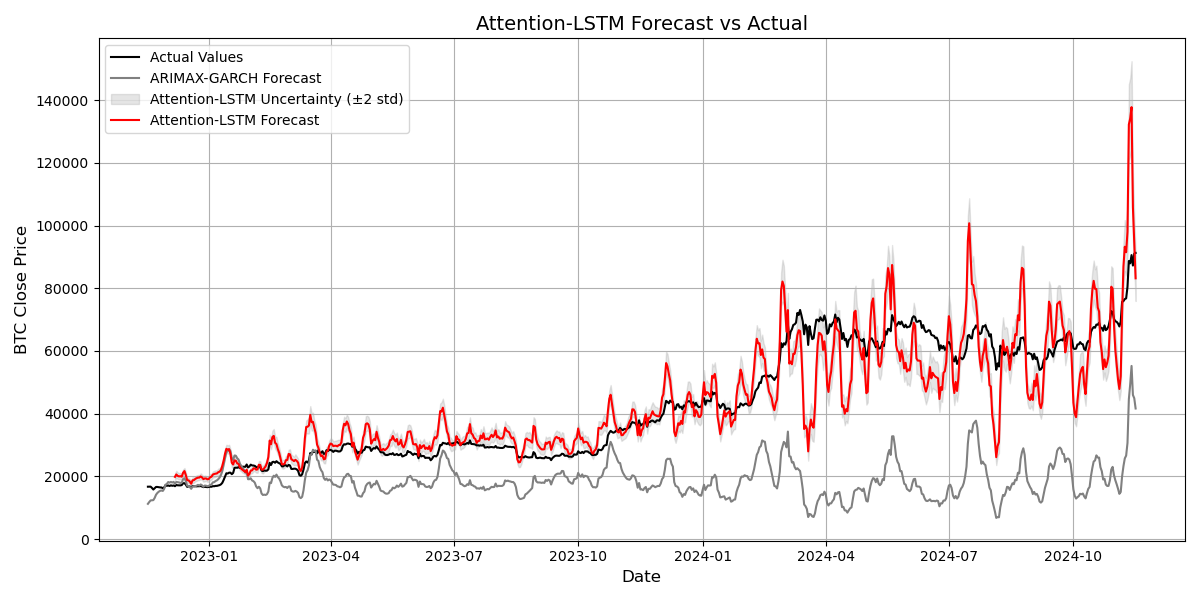 Attention-LSTM Forecast vs Actual
Actual Values
ARIMAX-GARCH Forecast
Attention-LSTM Uncertainty (±2 std)
Attention-LSTM Forecast
BTC Close Price
140000
120000
100000
80000
60000
40000
20000
0
2023-01
2023-04
2023-07
2023-10
2024-01
2024-04
2024-07
2024-10
Date